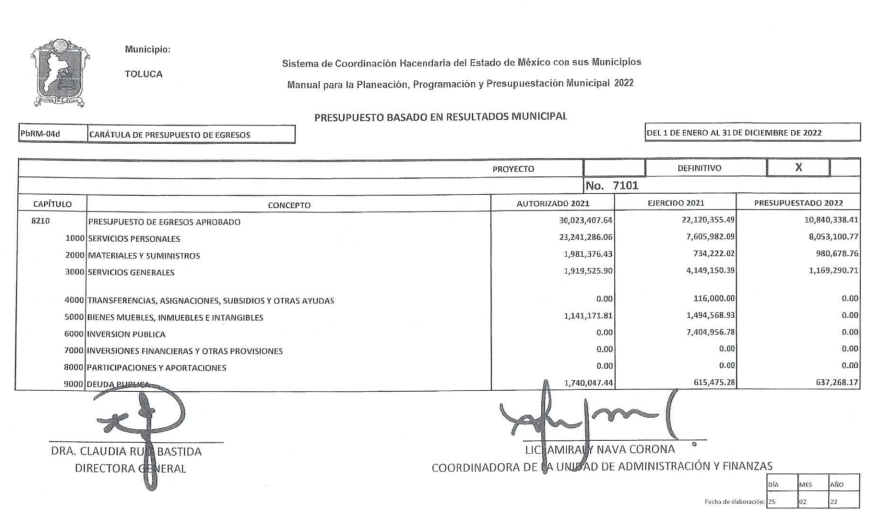 Municipio:
TOLUCA
Sistema de Coordinación Hacendaria del Estado de México con sus Municipios
Manual para la Planeación, Programación y Presupuestación Municipal 2022
PRESUPUESTO BASADO EN RESULTADOS MUNICIPAL
PbRM-04d CARÁTULA DE PRESUPUESTO DE EGRESOS DEL 1 DE ENERO AL 31 DE DICIEMBRE DE 2022
PROYECTO DEFINITIVO X
No. 7101
CAPÍTULO CONCEPTO AUTORIZADO 2021 EJERCIDO 2021 PRESUPUESTADO 2022
8210 PRESUPUESTO DE EGRESOS APROBADO 30,023,407.64 22,120,355.49 10,840,338.41
1000 SERVICIOS PERSONALES 23,241,286.06 7,605,982.09 8,053,100.77
2000 MATERIALES Y SUMINISTROS 1,981,376.43 734,222.02 980,678.76
3000 SERVICIOS GENERALES 1,919,525.90 4,149,150.39 1,169,290.71
4000 TRANSFERENCIAS, ASIGNACIONES, SUBSIDIOS Y OTRAS AYUDAS 0.00 116,000.00 0.00
5000 BIENES MUEBLES, INMUEBLES E INTANGIBLES 1,141,171.81 1,494,568.93 0.00
6000 INVERSION PUBLICA 0.00 7,404,956.78 0.00
7000 INVERSIONES FINANCIERAS Y OTRAS PROVISIONES 0.00 0.00 0.00
8000 PARTICIPACIONES Y APORTACIONES 0.00 0.00 0.00
9000 DEUDA PUBLICA 1,740,047.44 615,475.28 637,268.17
DRA. CLAUDIA RUIZ BASTIDA LIC. AMIRALY NAVA CORONA
DIRECTORA GENERAL COORDINADORA DE LA UNIDAD DE ADMINISTRACIÓN Y FINANZAS
DÍA MES AÑO
Fecha de elaboración: 25 02 22